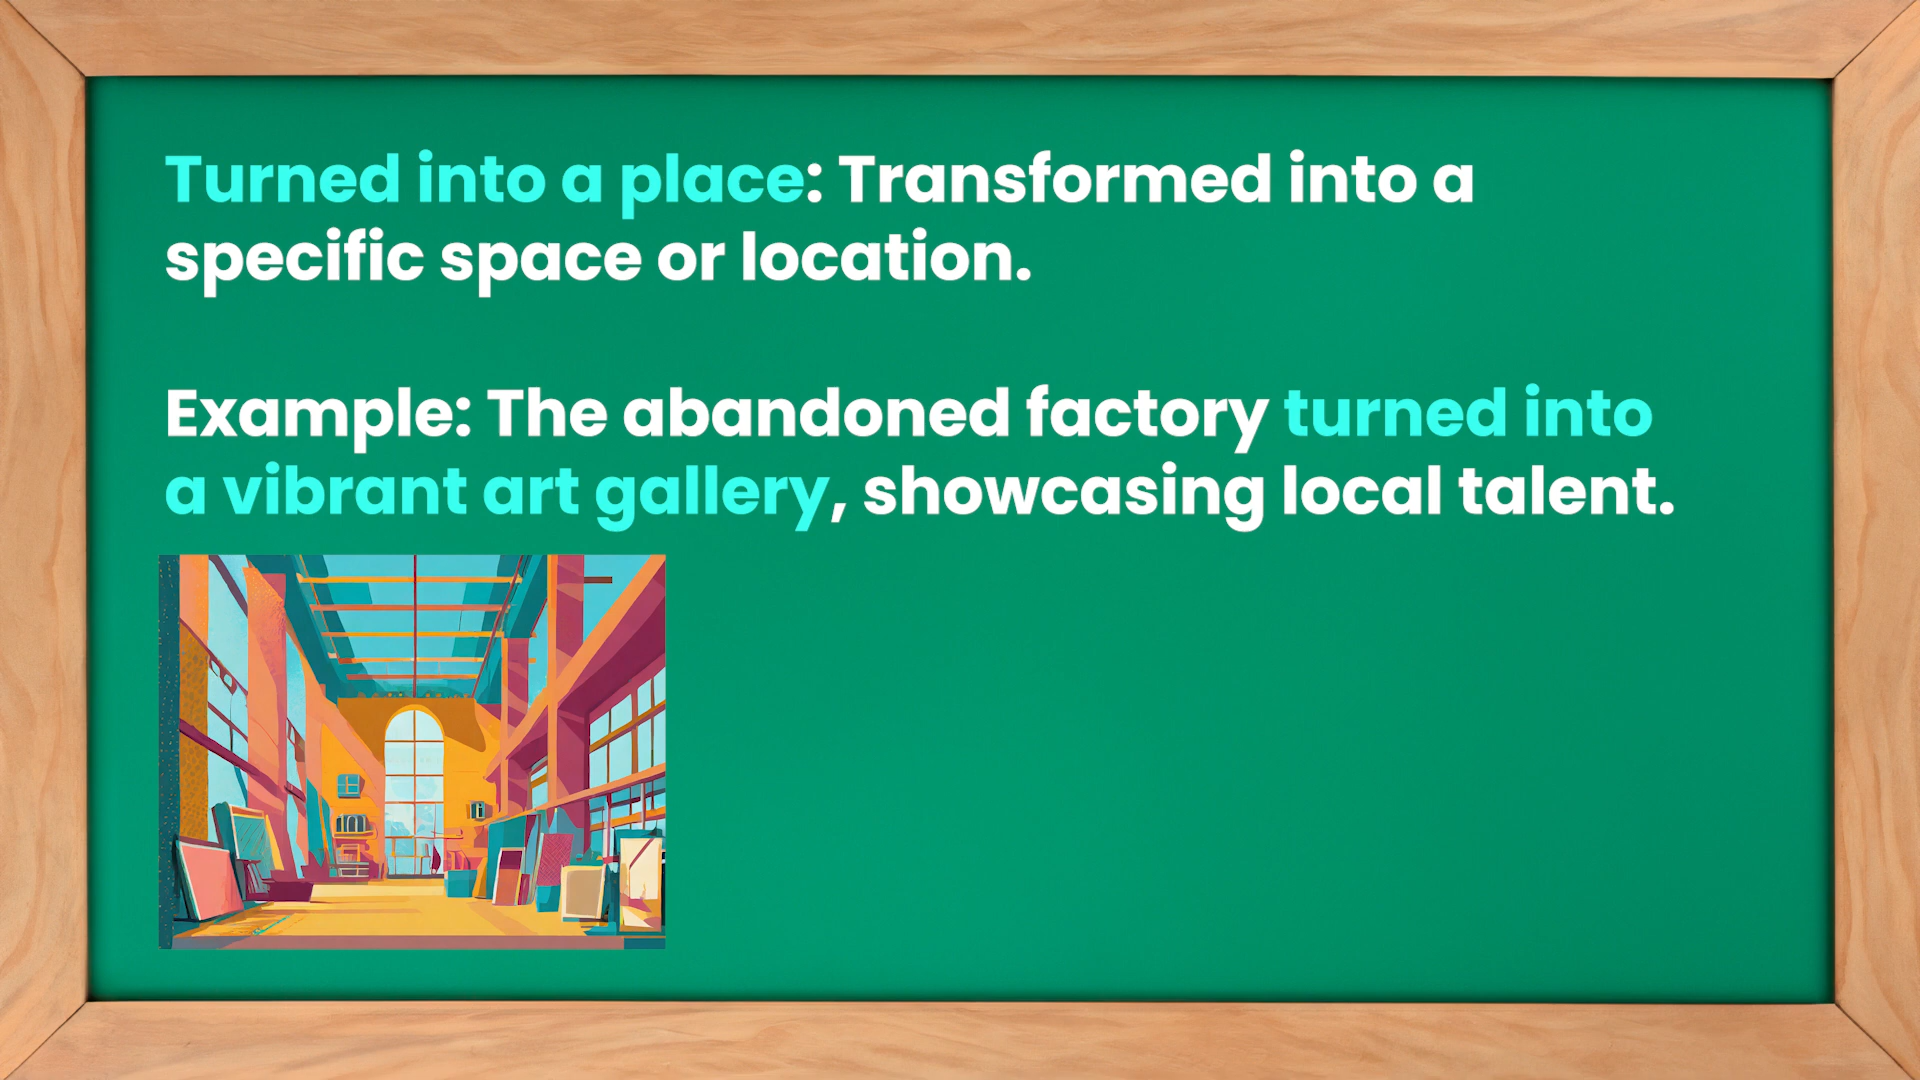 Turned into a place: Transformed into a
specific space or location.
Example: The abandoned factory turned into
a vibrant art gallery, showcasing local talent.